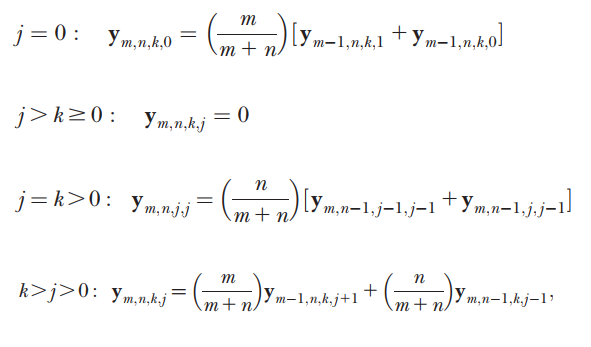 j = 0 : y_{m,n,k,0} = (m / m + n) [y_{m−1,n,k,1} + y_{m−1,n,k,0}]
j > k ≥ 0 : y_{m,n,k,j} = 0
j = k > 0 : y_{m,n,j,j} = (n / m + n) [y_{m,n−1,j−1,j−1} + y_{m,n−1,j,j−1}]
k > j > 0 : y_{m,n,k,j} = (m / m + n) y_{m−1,n,k,j+1} + (n / m + n) y_{m,n−1,k,j−1},